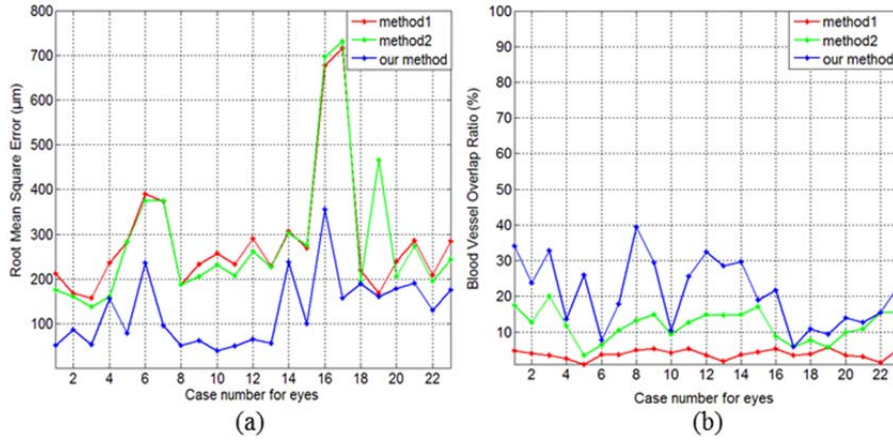 800
700
600
500
400
300
200
100
Root Mean Square Error (μm)
method1
method2
our method
2 4 6 8 10 12 14 16 18 20 22
Case number for eyes
(a)
100
90
80
70
60
50
40
30
20
10
Blood Vessel Overlap Ratio (%)
method1
method2
our method
2 4 6 8 10 12 14 16 18 20 22
Case number for eyes
(b)